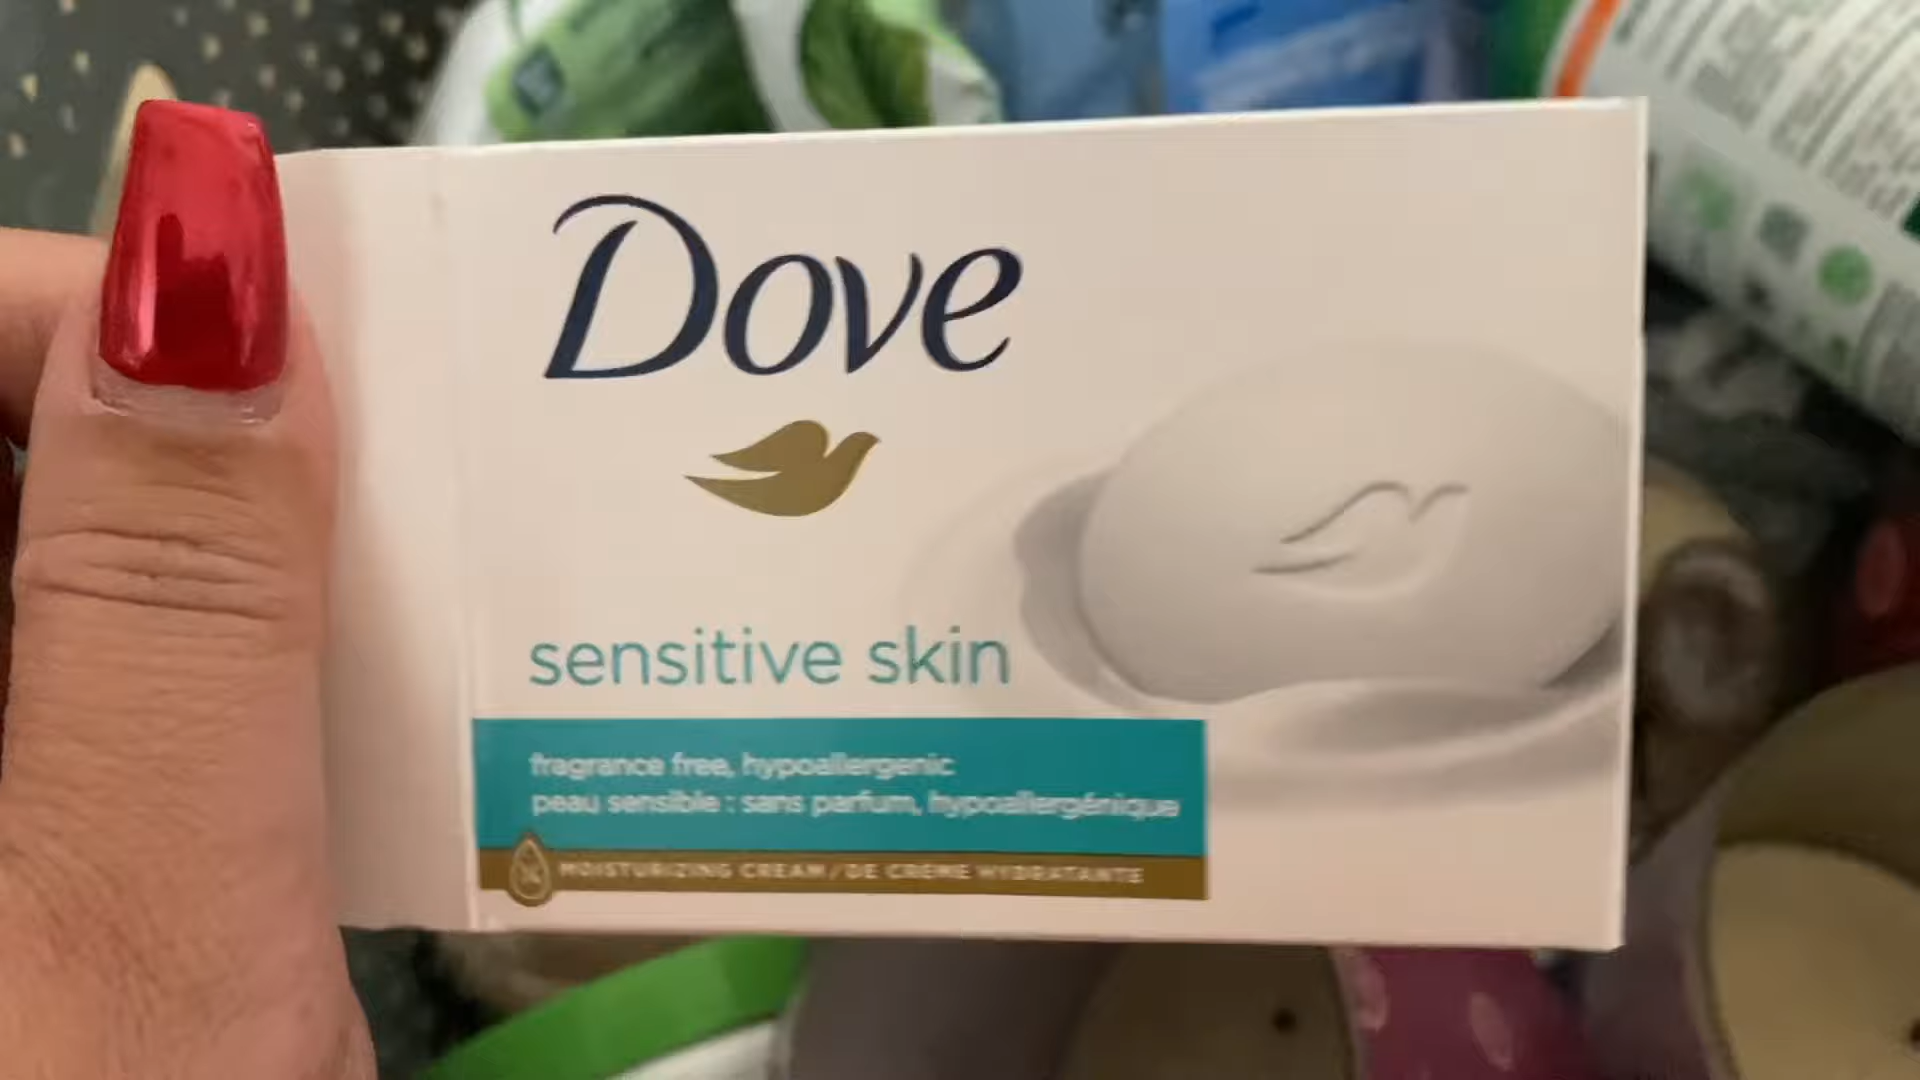 Dove
sensitive skin
fragrance free, hypoallergenic
peau sensible : sans parfum, hypoallergénique
MOISTURIZING CREAM / DE CRÈME HYDRATANTE